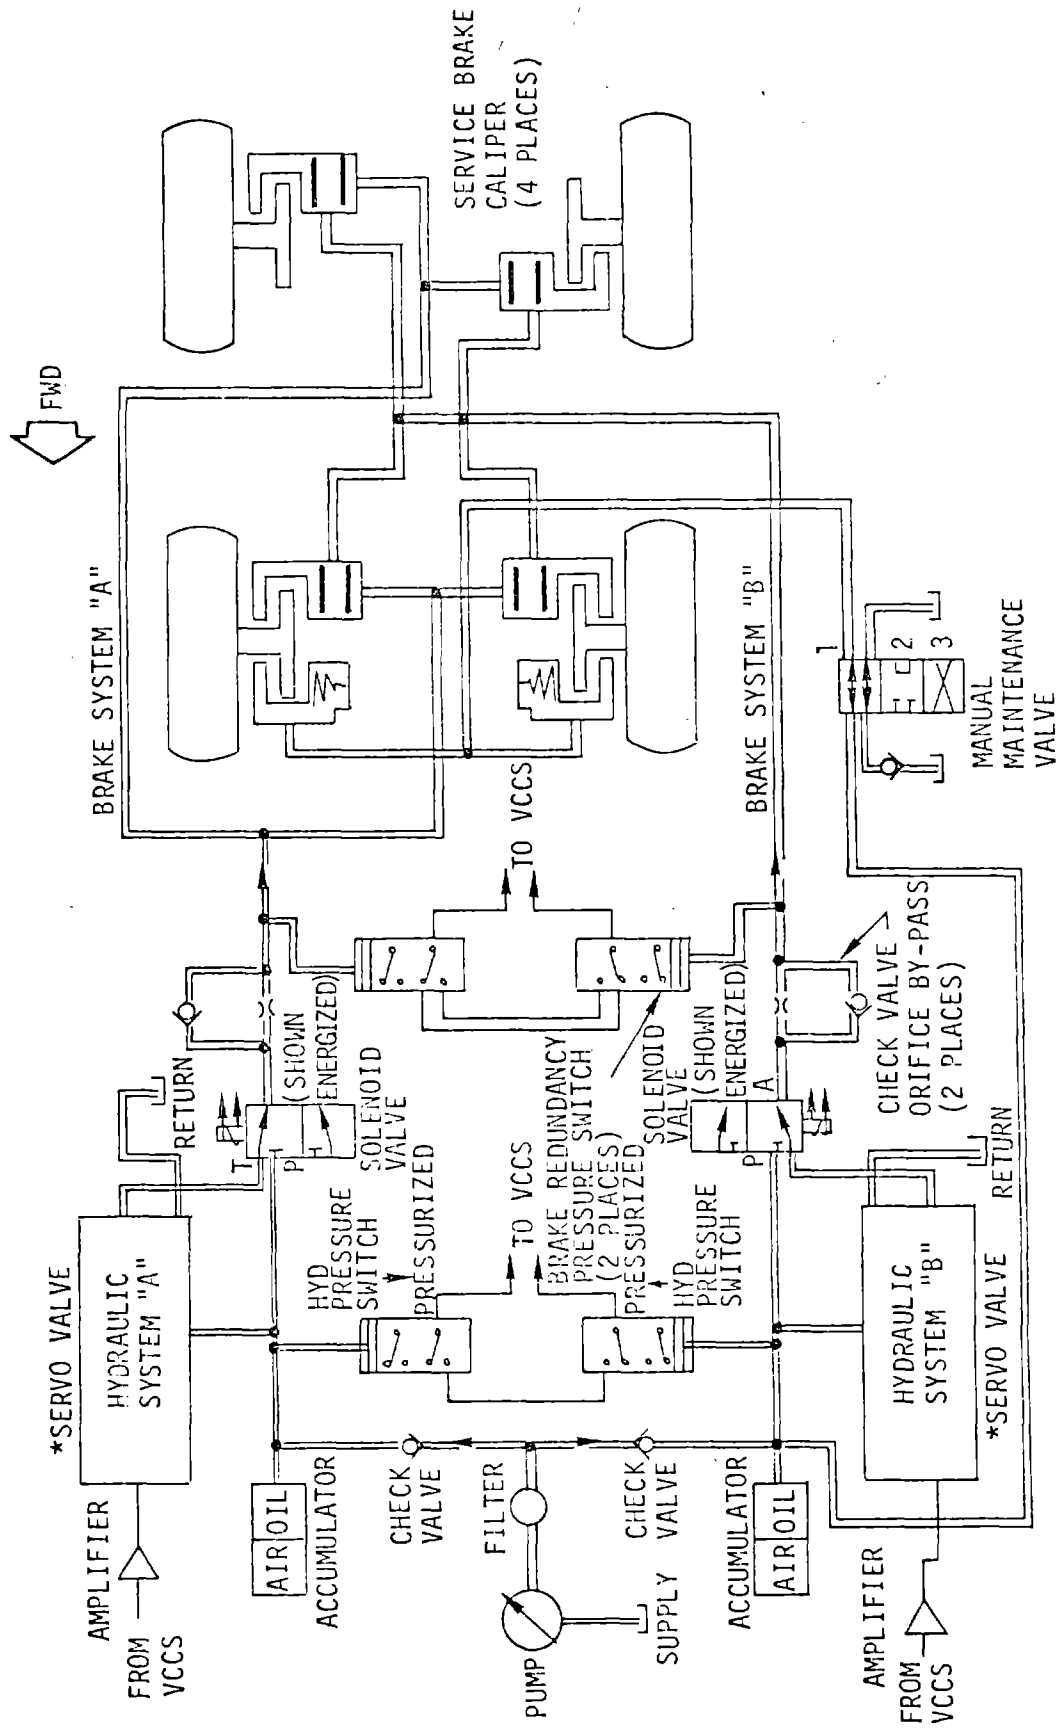 FWD
BRAKE SYSTEM "A"
SERVICE BRAKE
CALIPER
(4 PLACES)
*SERVO VALVE
HYDRAULIC
SYSTEM "A"
AMPLIFIER
FROM
VCCS
RETURN
T
P
(SHOWN
ENERGIZED)
SOLENOID
VALVE
AIR
OIL
ACCUMULATOR
HYD
PRESSURE
SWITCH
PRESSURIZED
TO VCCS
TO VCCS
CHECK
VALVE
FILTER
PUMP
SUPPLY
CHECK
VALVE
BRAKE REDUNDANCY
PRESSURE SWITCH
(2 PLACES)
PRESSURIZED
HYD
PRESSURE
SWITCH
SOLENOID
VALVE
(SHOWN
ENERGIZED)
P
A
BRAKE SYSTEM "B"
ACCUMULATOR
AIR
OIL
CHECK VALVE
ORIFICE BY-PASS
(2 PLACES)
1
2
3
MANUAL
MAINTENANCE
VALVE
HYDRAULIC
SYSTEM "B"
*SERVO VALVE
RETURN
AMPLIFIER
FROM
VCCS